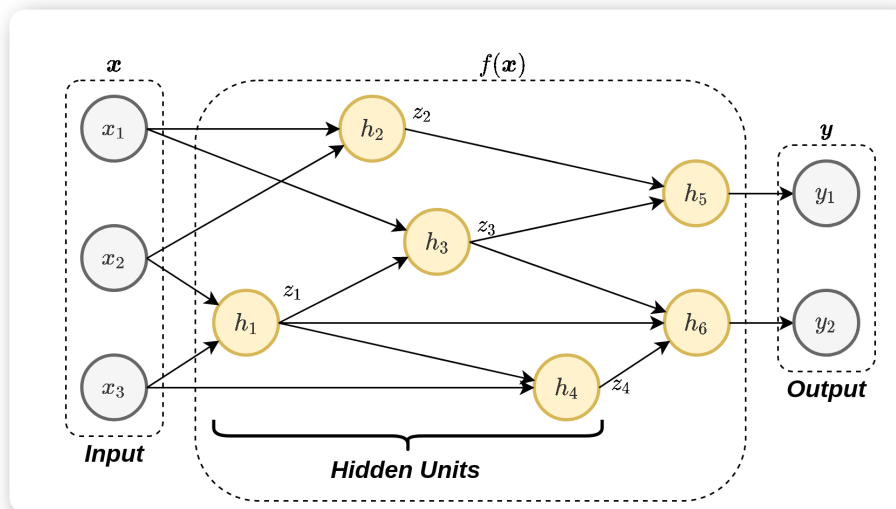 x
f(x)
x₁
h₂
z₂
y
h₅
y₁
x₂
h₃
z₃
z₁
h₁
h₆
y₂
x₃
h₄
z₄
Output
Input
Hidden Units